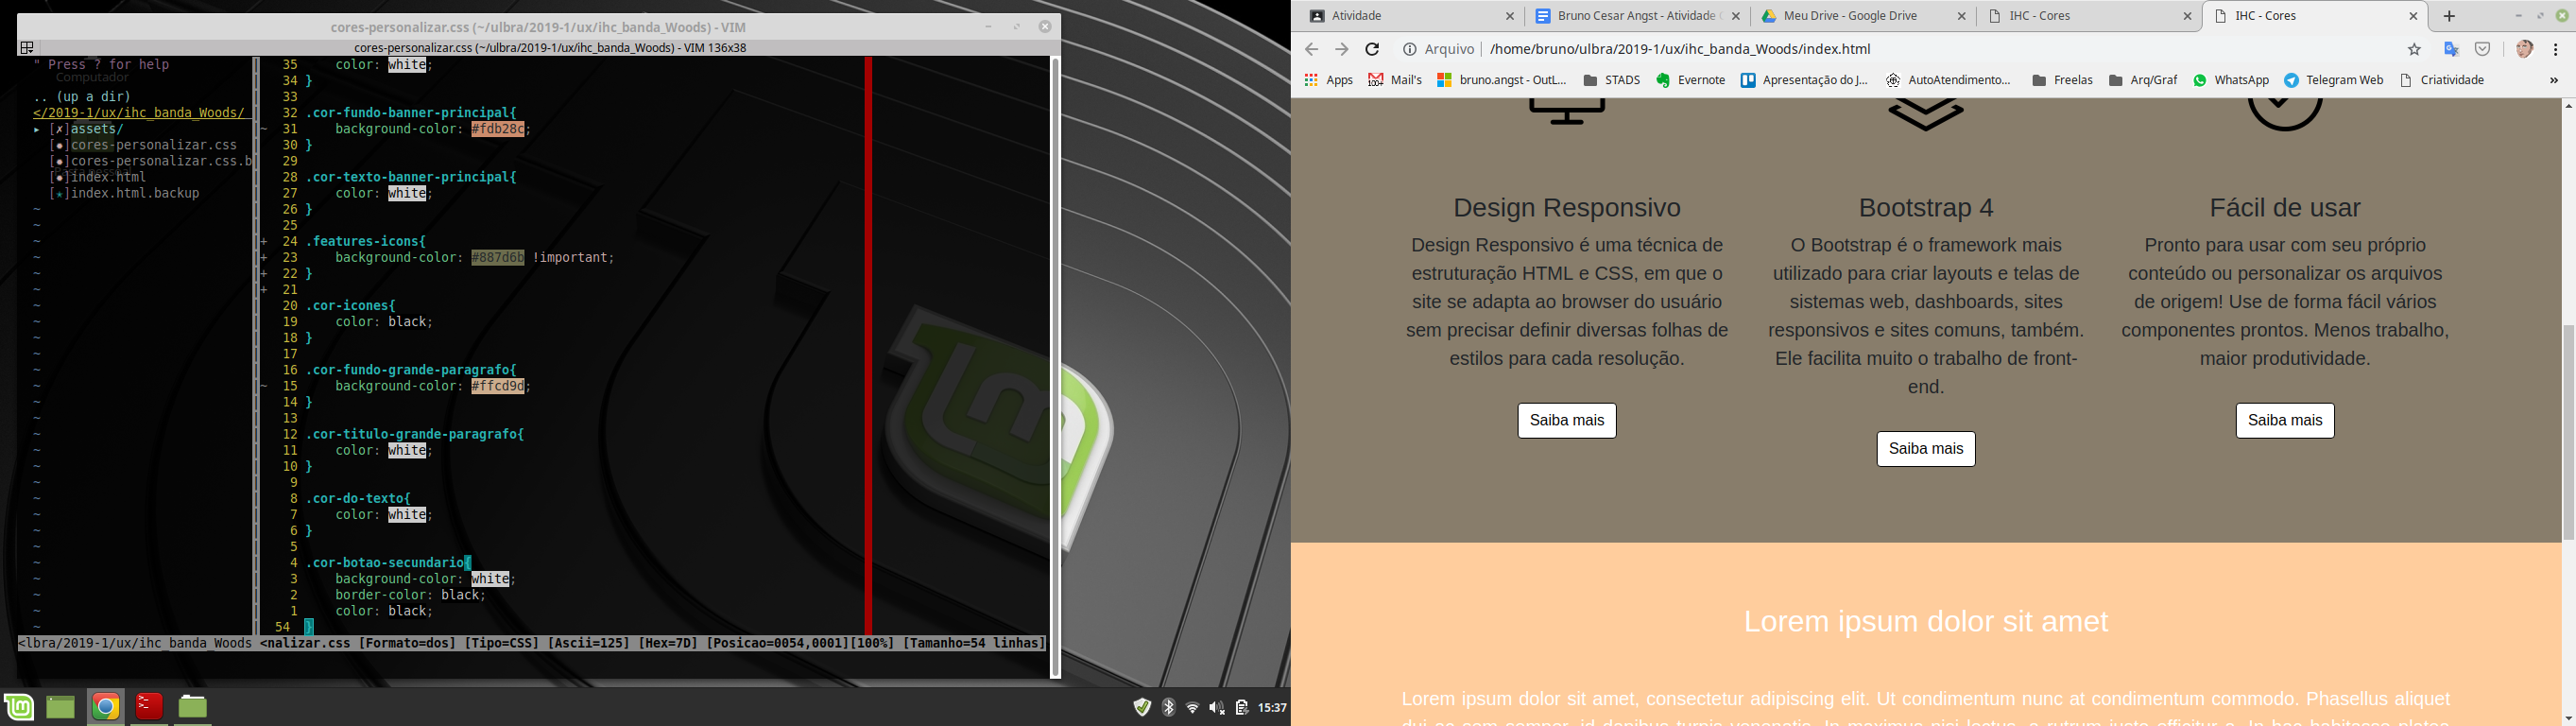 cores-personalizar.css (~/ulbra/2019-1/ux/ihc_banda_Woods) - VIM
cores-personalizar.css (~/ulbra/2019-1/ux/ihc_banda_Woods) - VIM 136x38
" Press ? for help
Computador
.. (up a dir)
</2019-1/ux/ihc_banda_Woods/
▸ [✗]assets/
[✹]cores-personalizar.css
[✹]cores-personalizar.css.b
[✹]index.html
[★]index.html.backup
35 color: white;
34 }
33
32 .cor-fundo-banner-principal{
~ 31 background-color: #fdb28c;
30 }
29
28 .cor-texto-banner-principal{
27 color: white;
26 }
25
+ 24 .features-icons{
+ 23 background-color: #887d6b !important;
+ 22 }
+ 21
20 .cor-icones{
19 color: black;
18 }
17
16 .cor-fundo-grande-paragrafo{
~ 15 background-color: #ffcd9d;
14 }
13
12 .cor-titulo-grande-paragrafo{
11 color: white;
10 }
9
8 .cor-do-texto{
7 color: white;
6 }
5
4 .cor-botao-secundario{
3 background-color: white;
2 border-color: black;
1 color: black;
54 }
<lbra/2019-1/ux/ihc_banda_Woods <nalizar.css [Formato=dos] [Tipo=CSS] [Ascii=125] [Hex=7D] [Posicao=0054,0001][100%] [Tamanho=54 linhas]
15:37
Atividade
Bruno Cesar Angst - Atividade
Meu Drive - Google Drive
IHC - Cores
IHC - Cores
Arquivo | /home/bruno/ulbra/2019-1/ux/ihc_banda_Woods/index.html
Apps
Mail's
bruno.angst - OutL...
STADS
Evernote
Apresentação do J...
AutoAtendimento...
Freelas
Arq/Graf
WhatsApp
Telegram Web
Criatividade
»
Design Responsivo
Design Responsivo é uma técnica de
estruturação HTML e CSS, em que o
site se adapta ao browser do usuário
sem precisar definir diversas folhas de
estilos para cada resolução.
Saiba mais
Bootstrap 4
O Bootstrap é o framework mais
utilizado para criar layouts e telas de
sistemas web, dashboards, sites
responsivos e sites comuns, também.
Ele facilita muito o trabalho de front-
end.
Saiba mais
Fácil de usar
Pronto para usar com seu próprio
conteúdo ou personalizar os arquivos
de origem! Use de forma fácil vários
componentes prontos. Menos trabalho,
maior produtividade.
Saiba mais
Lorem ipsum dolor sit amet
Lorem ipsum dolor sit amet, consectetur adipiscing elit. Ut condimentum nunc at condimentum commodo. Phasellus aliquet